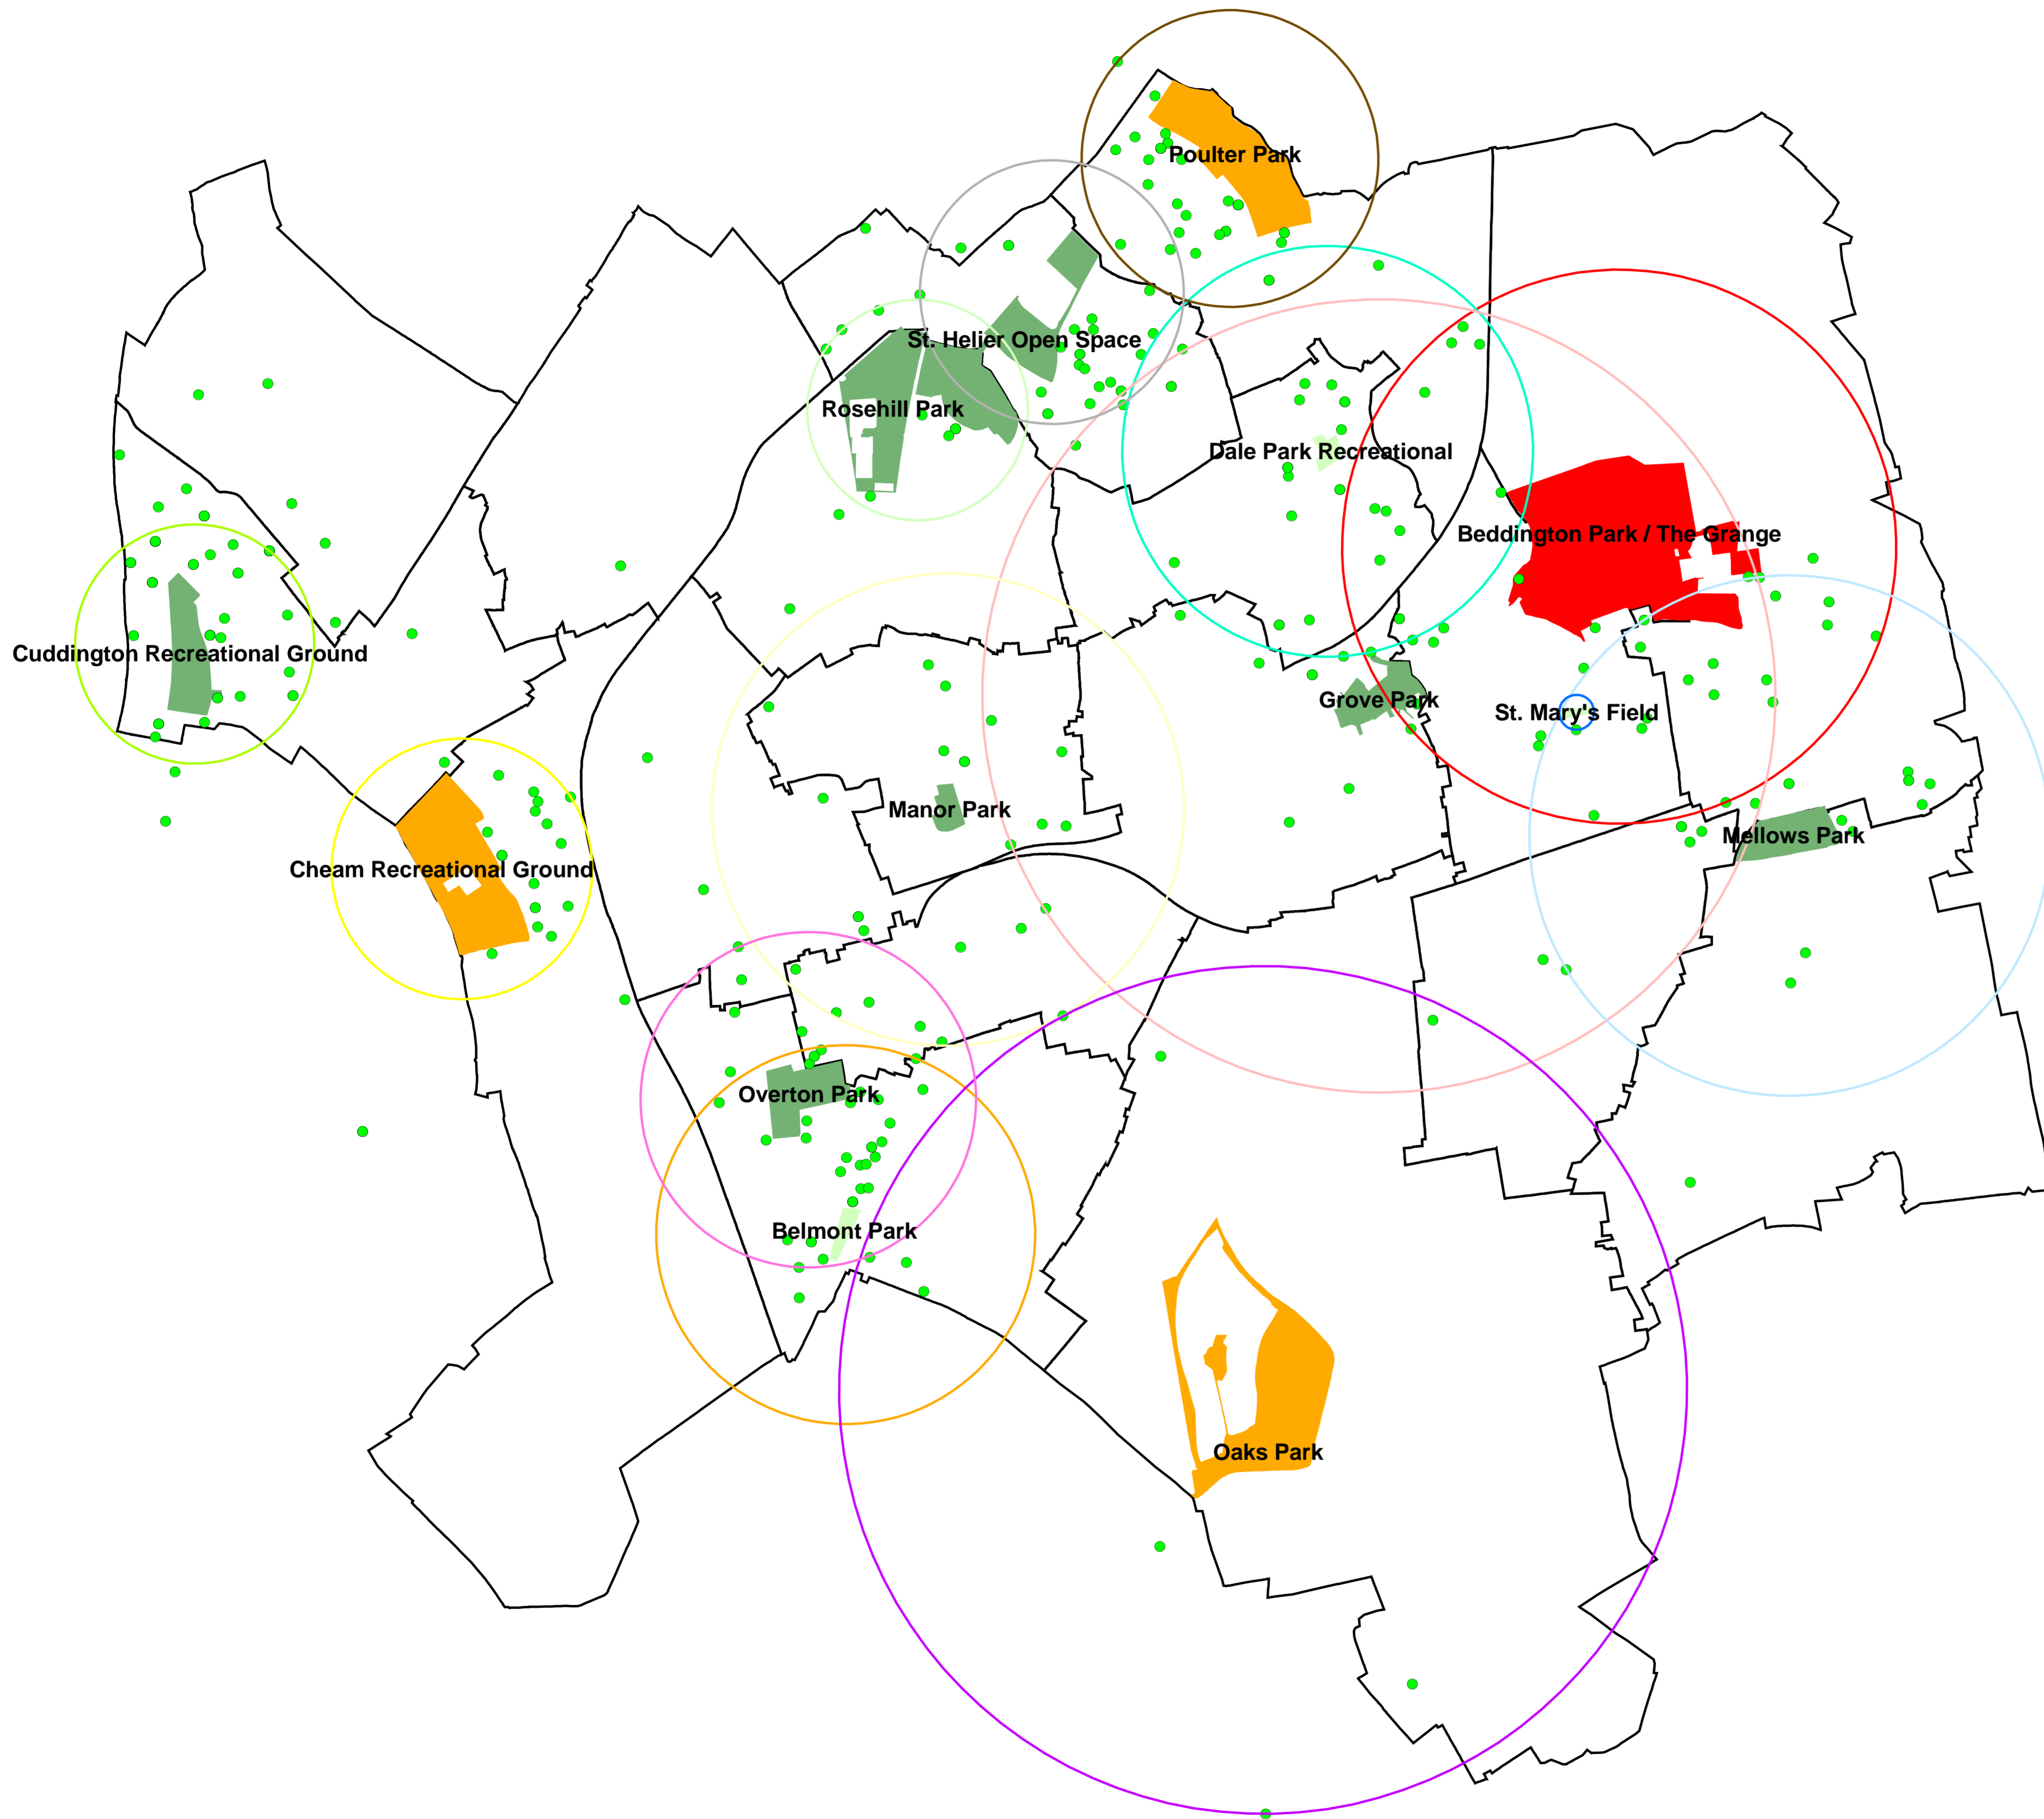 Poulter Park
St. Helier Open Space
Rosehill Park
Dale Park Recreational
Beddington Park / The Grange
Cuddington Recreational Ground
Grove Park
St. Mary's Field
Manor Park
Mellows Park
Cheam Recreational Ground
Overton Park
Belmont Park
Oaks Park